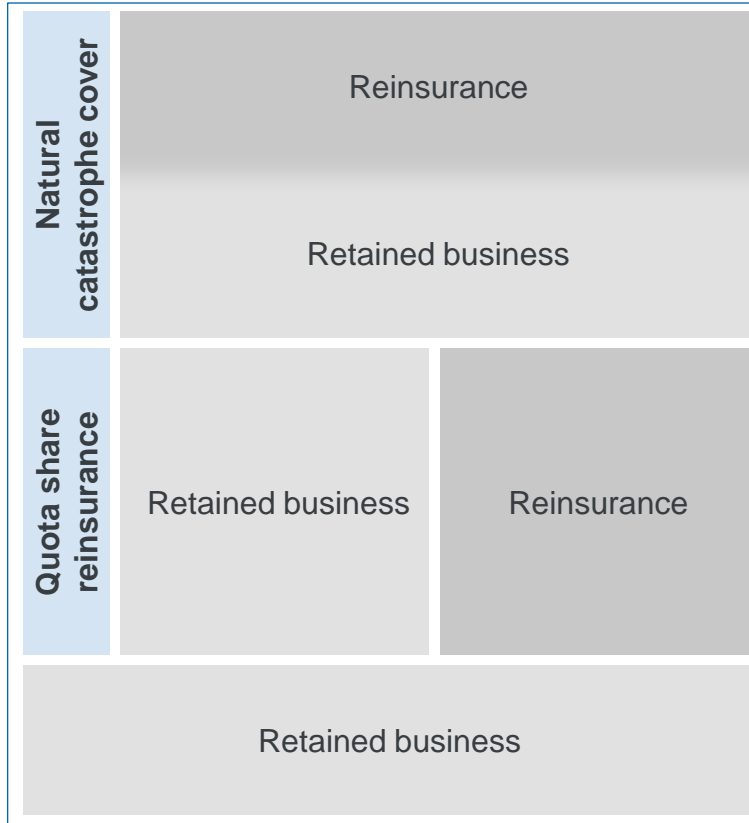 Natural
catastrophe cover
Reinsurance
Retained business
Quota share
reinsurance
Retained business
Reinsurance
Retained business